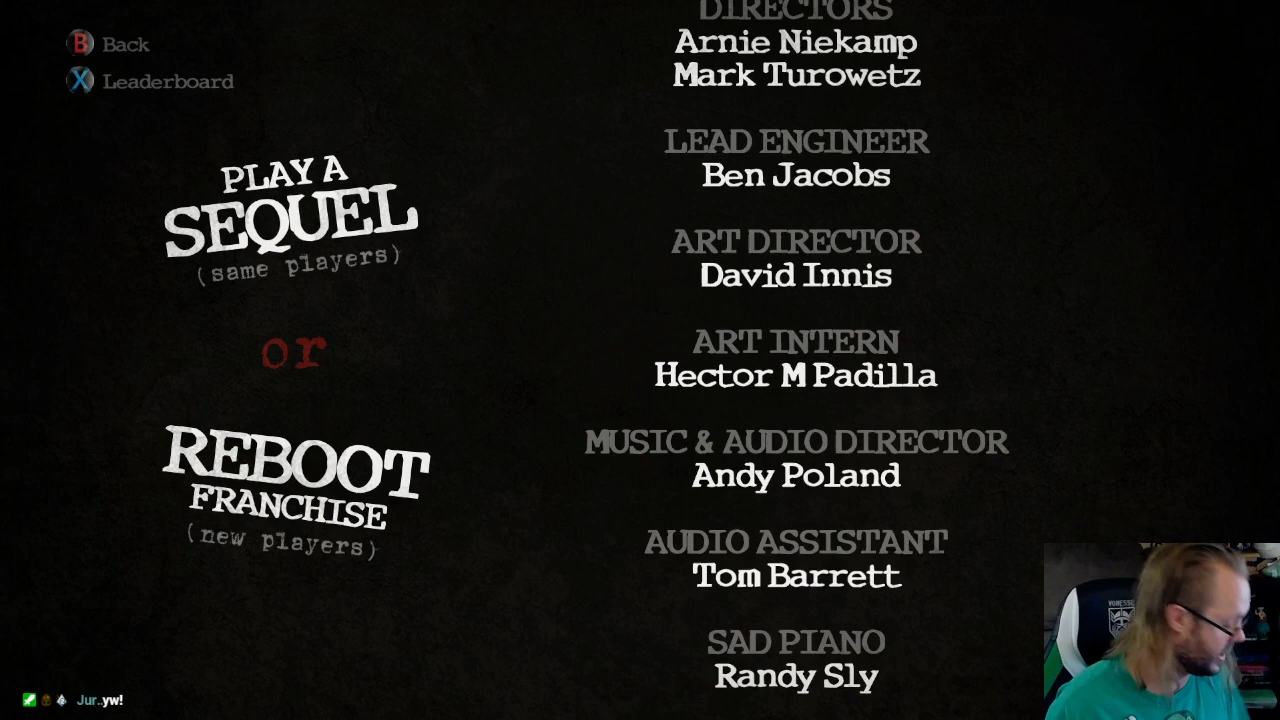 B Back
X Leaderboard
PLAY A
SEQUEL
(same players)
or
REBOOT
FRANCHISE
(new players)
DIRECTORS
Arnie Niekamp
Mark Turowetz
LEAD ENGINEER
Ben Jacobs
ART DIRECTOR
David Innis
ART INTERN
Hector M Padilla
MUSIC & AUDIO DIRECTOR
Andy Poland
AUDIO ASSISTANT
Tom Barrett
SAD PIANO
Randy Sly
Jur..yw!